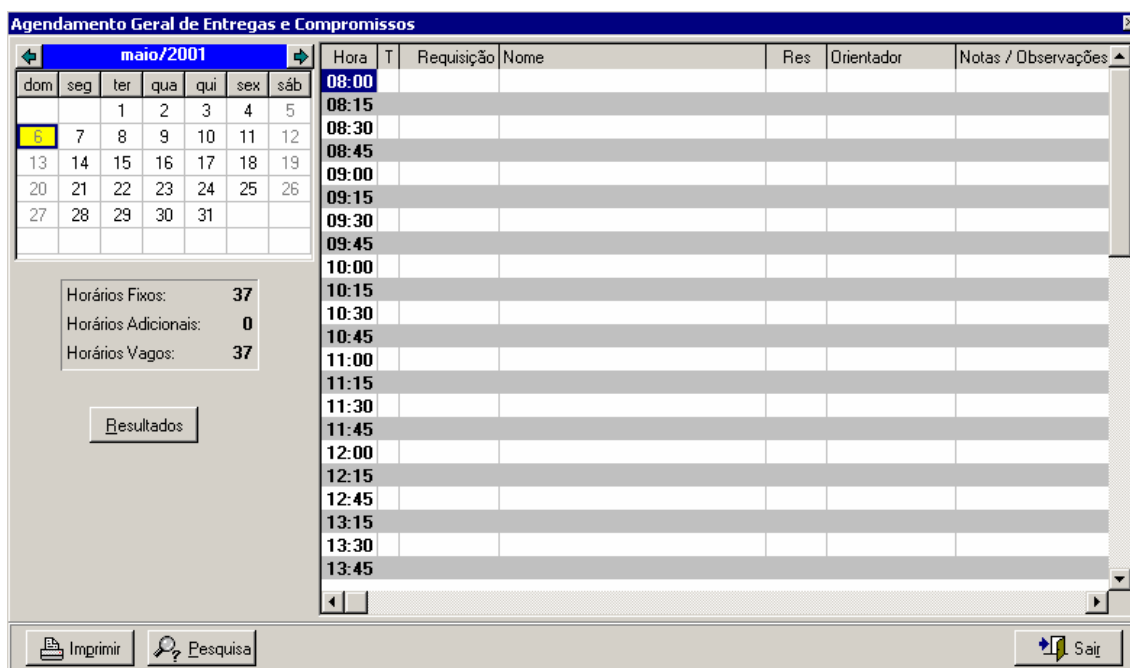 Agendamento Geral de Entregas e Compromissos
maio/2001
dom seg ter qua qui sex sáb
1 2 3 4 5
6 7 8 9 10 11 12
13 14 15 16 17 18 19
20 21 22 23 24 25 26
27 28 29 30 31
Horários Fixos: 37
Horários Adicionais: 0
Horários Vagos: 37
Resultados
Hora T Requisição Nome Res Orientador Notas / Observações
08:00
08:15
08:30
08:45
09:00
09:15
09:30
09:45
10:00
10:15
10:30
10:45
11:00
11:15
11:30
11:45
12:00
12:15
12:45
13:15
13:30
13:45
Imprimir Pesquisa Sair